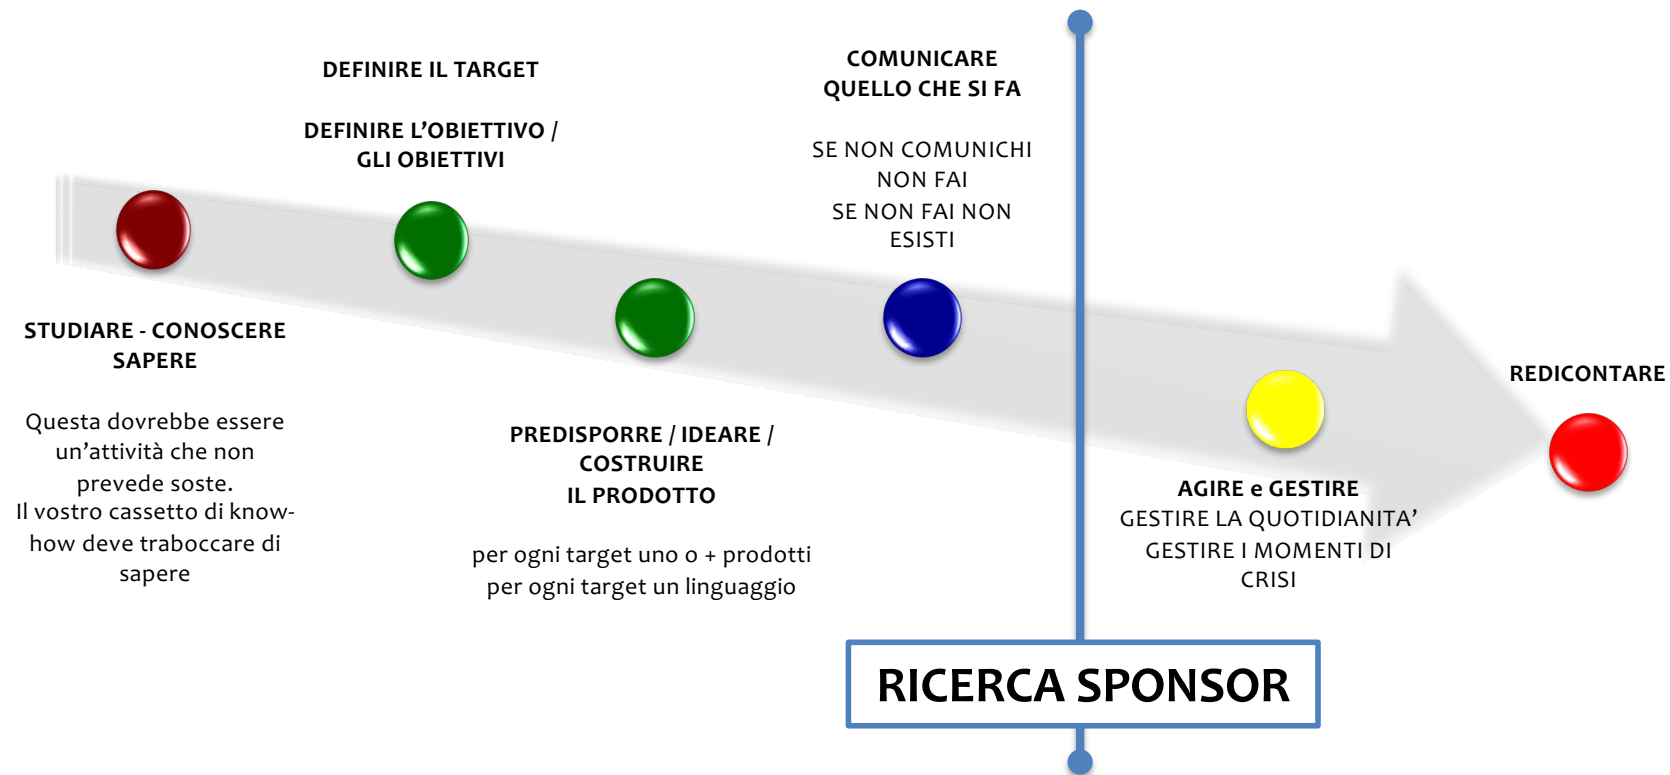 DEFINIRE IL TARGET
DEFINIRE L’OBIETTIVO /
GLI OBIETTIVI
COMUNICARE
QUELLO CHE SI FA
SE NON COMUNICHI
NON FAI
SE NON FAI NON
ESISTI
STUDIARE - CONOSCERE
SAPERE
Questa dovrebbe essere
un’attività che non
prevede soste.
Il vostro cassetto di know-
how deve traboccare di
sapere
PREDISPORRE / IDEARE /
COSTRUIRE
IL PRODOTTO
per ogni target uno o + prodotti
per ogni target un linguaggio
REDICONTARE
AGIRE e GESTIRE
GESTIRE LA QUOTIDIANITA’
GESTIRE I MOMENTI DI
CRISI
RICERCA SPONSOR